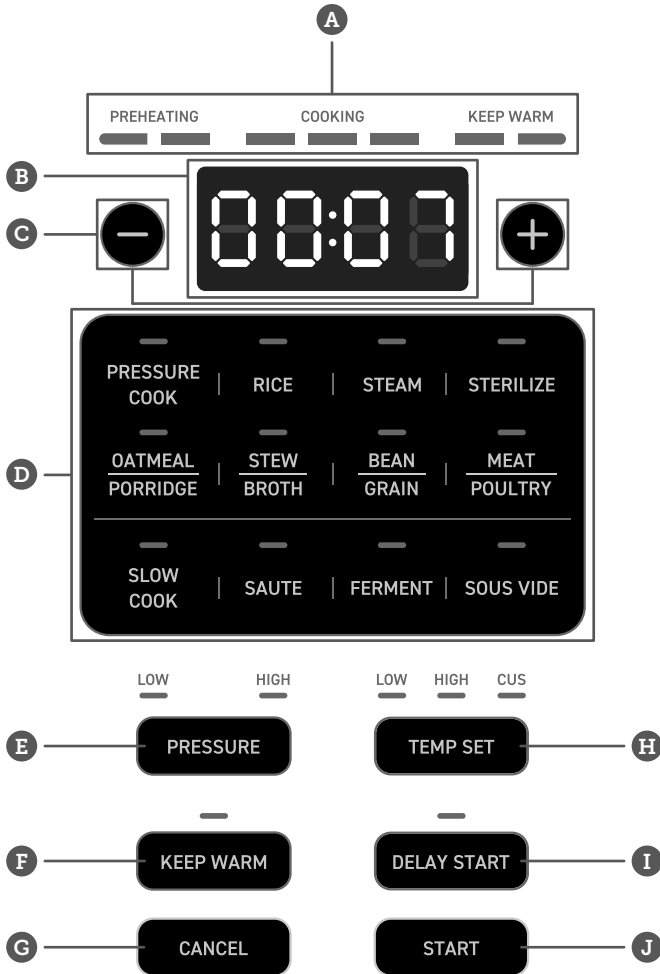 A
PREHEATING COOKING KEEP WARM
B
00:07
C
− +
PRESSURE COOK | RICE | STEAM | STERILIZE
D
OATMEAL PORRIDGE | STEW BROTH | BEAN GRAIN | MEAT POULTRY
SLOW COOK | SAUTE | FERMENT | SOUS VIDE
LOW HIGH LOW HIGH CUS
E PRESSURE TEMP SET H
F KEEP WARM DELAY START I
G CANCEL START J